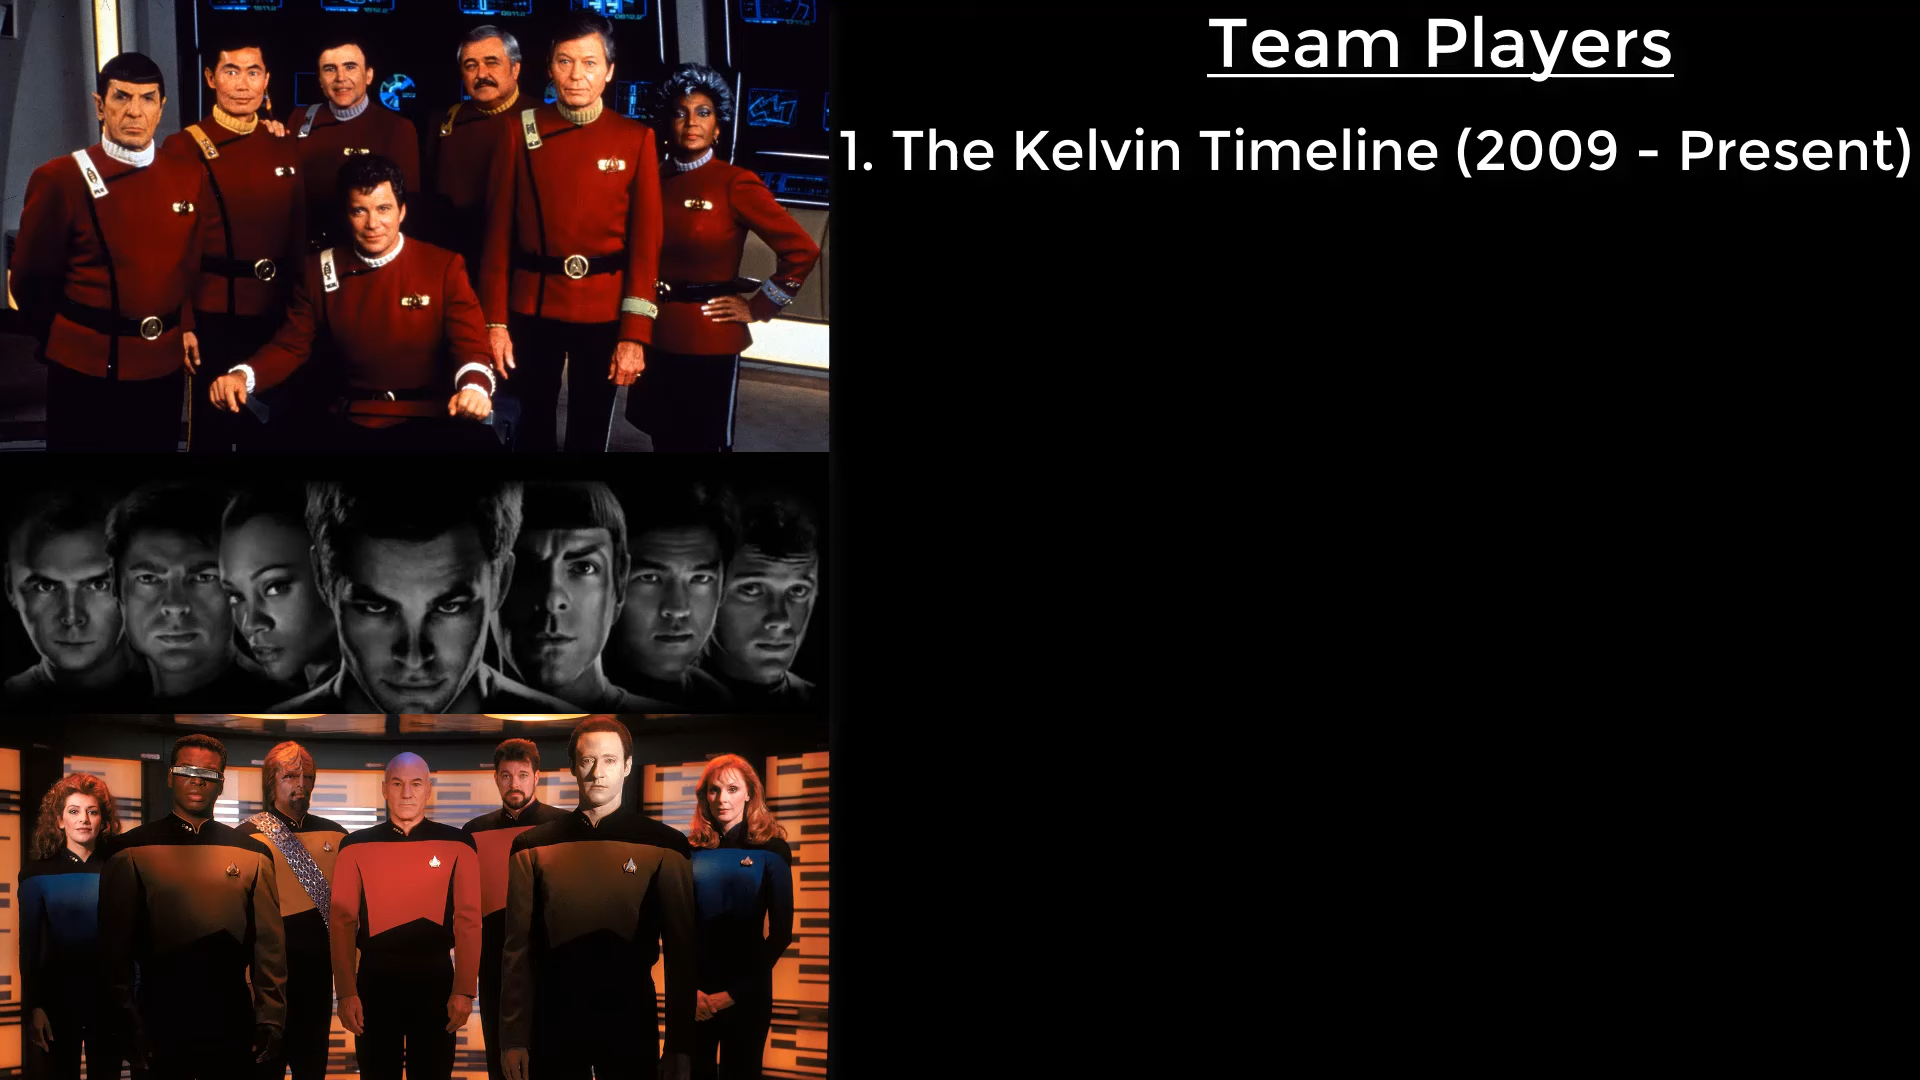 Team Players
1. The Kelvin Timeline (2009 - Present)